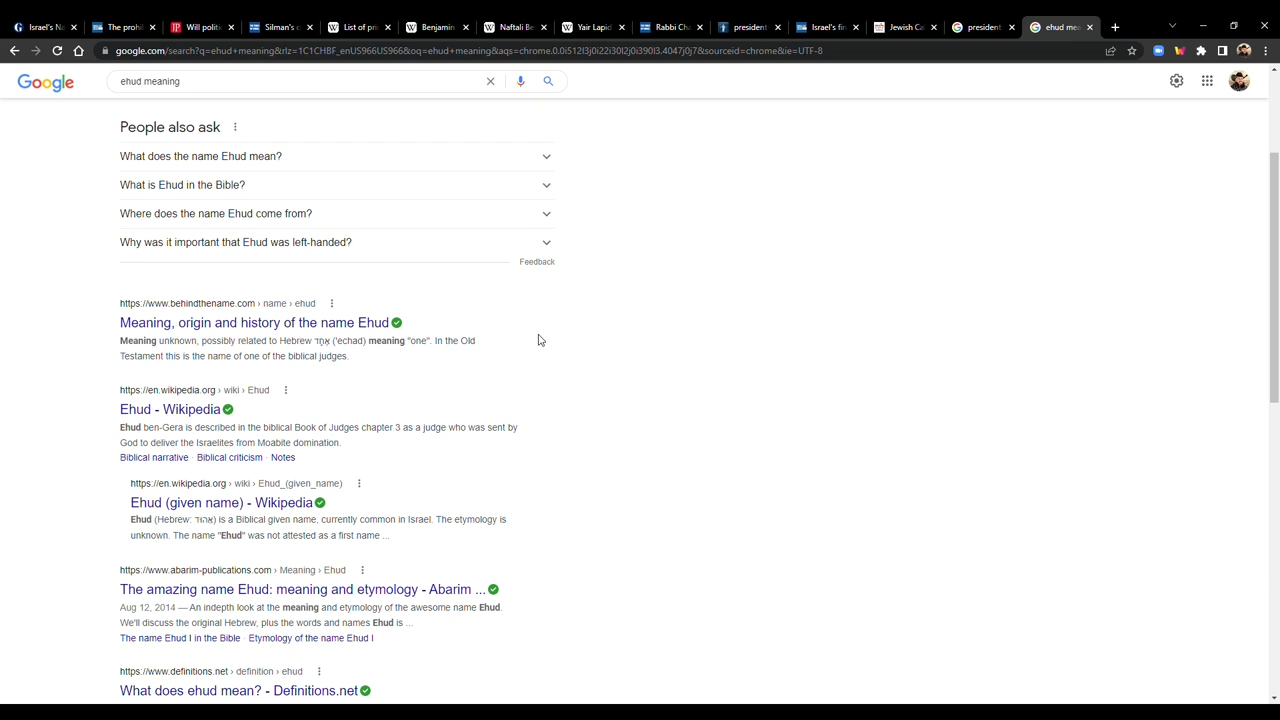 Israel's Na
The prohi
Will politic
Silman's c
List of pri
Benjamin
Naftali Be
Yair Lapid
Rabbi Cha
president
Israel's fir
Jewish Ca
president
ehud mea
google.com/search?q=ehud+meaning&rlz=1C1CHBF_enUS966US966&oq=ehud+meaning&aqs=chrome.0.0i512l3j0i22i30l2j0i390l3.4047j0j7&sourceid=chrome&ie=UTF-8
Google
ehud meaning
People also ask
What does the name Ehud mean?
What is Ehud in the Bible?
Where does the name Ehud come from?
Why was it important that Ehud was left-handed?
Feedback
https://www.behindthename.com › name › ehud
Meaning, origin and history of the name Ehud
Meaning unknown, possibly related to Hebrew אֶחָד ('echad) meaning "one". In the Old
Testament this is the name of one of the biblical judges.
https://en.wikipedia.org › wiki › Ehud
Ehud - Wikipedia
Ehud ben-Gera is described in the biblical Book of Judges chapter 3 as a judge who was sent by
God to deliver the Israelites from Moabite domination.
Biblical narrative · Biblical criticism · Notes
https://en.wikipedia.org › wiki › Ehud_(given_name)
Ehud (given name) - Wikipedia
Ehud (Hebrew: אהוד) is a Biblical given name, currently common in Israel. The etymology is
unknown. The name "Ehud" was not attested as a first name ...
https://www.abarim-publications.com › Meaning › Ehud
The amazing name Ehud: meaning and etymology - Abarim ...
Aug 12, 2014 — An indepth look at the meaning and etymology of the awesome name Ehud.
We'll discuss the original Hebrew, plus the words and names Ehud is ...
The name Ehud I in the Bible · Etymology of the name Ehud I
https://www.definitions.net › definition › ehud
What does ehud mean? - Definitions.net